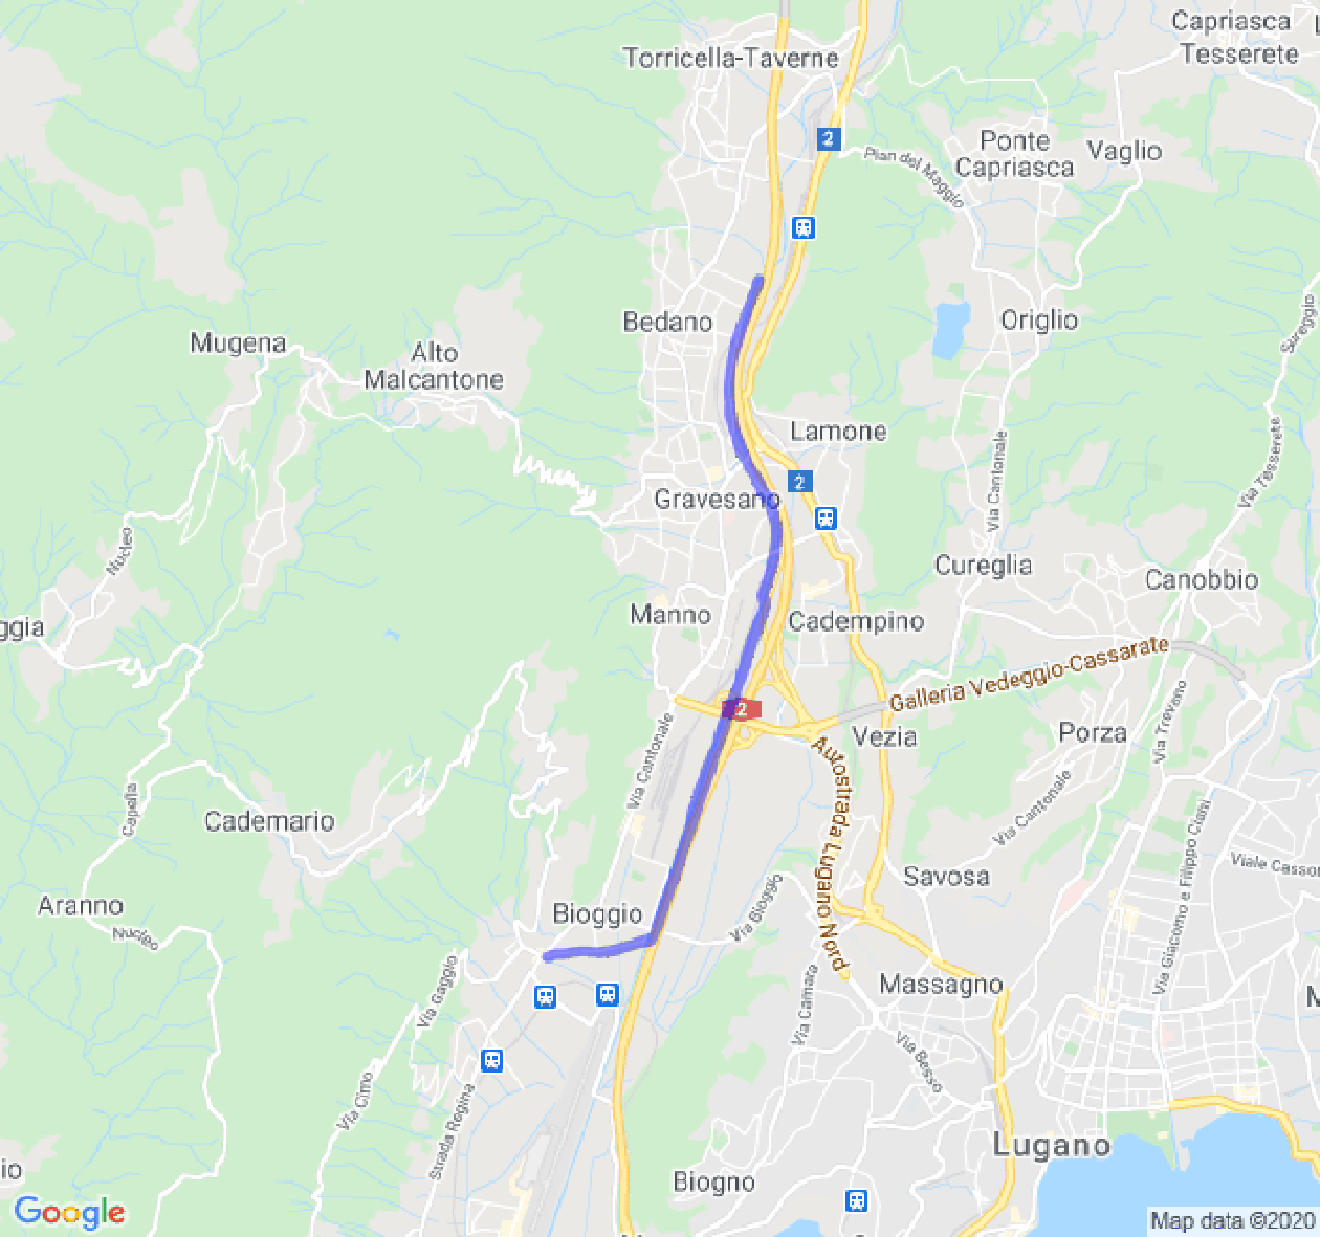 Capriasca
Tesserete
Torricella-Taverne
2
Ponte
Capriasca
Vaglio
Pian del Maggio
Bedano
Origlio
Sureggio
Mugena
Alto
Malcantone
Lamone
Via Cantonale
Via Tesserete
2
Gravesano
Nucleo
Cureglia
Canobbio
ggia
Manno
Cadempino
Galleria Vedeggio-Cassarate
2
Via Cantonale
Vezia
Porza
Via Trevano
Autostrada Lugano Nord
Capella
Cademario
Via Cantonale
Via Giacomo e Filippo Ciani
Viale Casso
Savosa
Aranno
Nucleo
Bioggio
Via Bioggio
Via Gaggio
Via Camara
Massagno
Via Besso
Via Cimo
Strada Regina
Lugano
io
Biogno
Google
Map data ©2020